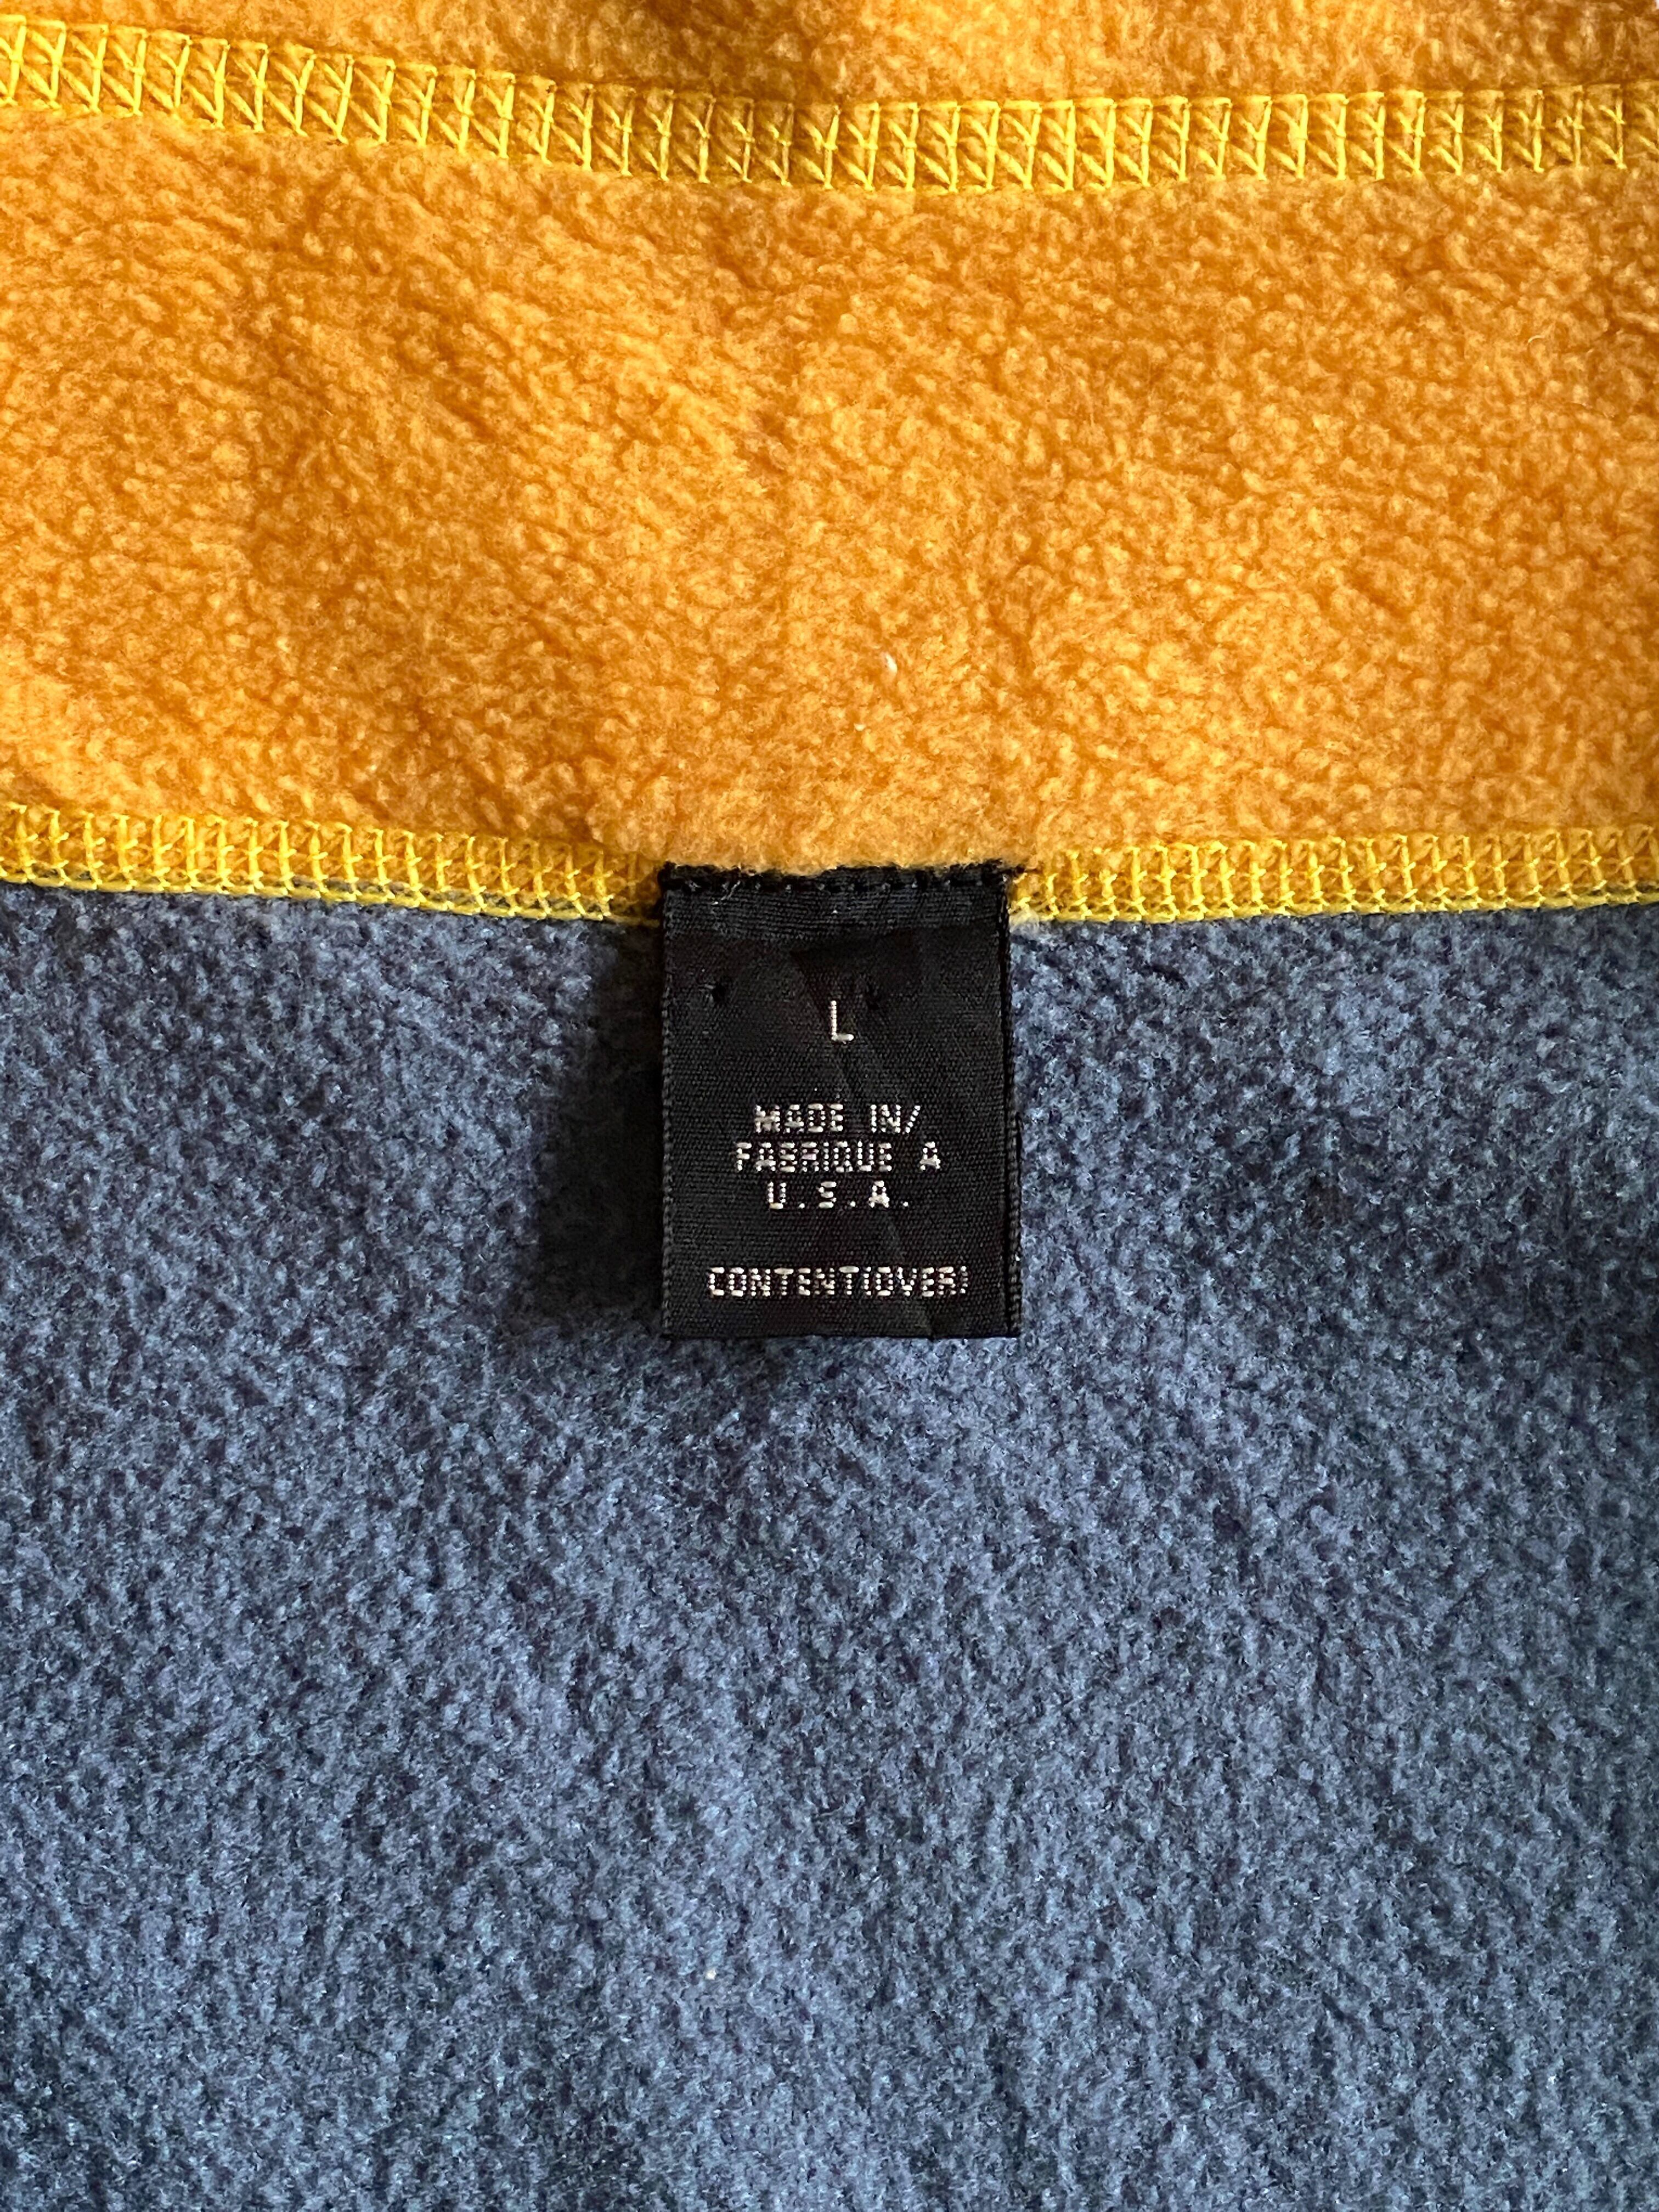 L
MADE IN/
FABRIQUE A
U.S.A.
CONTENT(OVER)